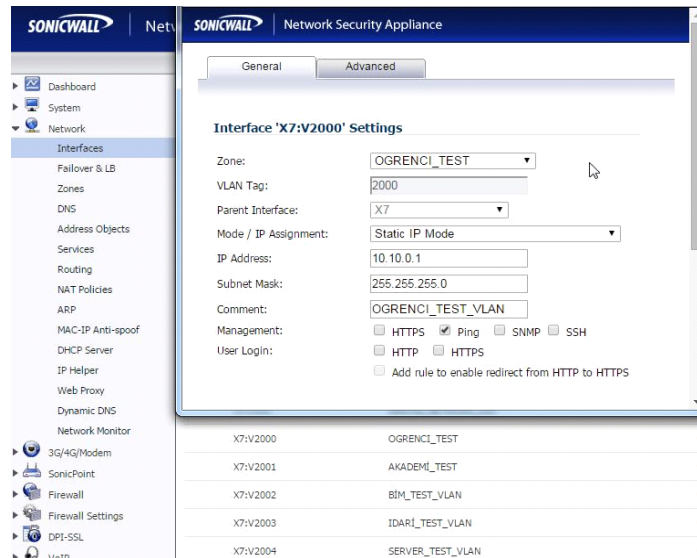 SONICWALL Netw
SONICWALL Network Security Appliance
General Advanced
Dashboard
System
Network
Interfaces
Failover & LB
Zones
DNS
Address Objects
Services
Routing
NAT Policies
ARP
MAC-IP Anti-spoof
DHCP Server
IP Helper
Web Proxy
Dynamic DNS
Network Monitor
3G/4G/Modem
SonicPoint
Firewall
Firewall Settings
DPI-SSL
VoIP
Interface 'X7:V2000' Settings
Zone: OGRENCI_TEST
VLAN Tag: 2000
Parent Interface: X7
Mode / IP Assignment: Static IP Mode
IP Address: 10.10.0.1
Subnet Mask: 255.255.255.0
Comment: OGRENCI_TEST_VLAN
Management: HTTPS Ping SNMP SSH
User Login: HTTP HTTPS
Add rule to enable redirect from HTTP to HTTPS
X7:V2000 OGRENCI_TEST
X7:V2001 AKADEMİ_TEST
X7:V2002 BİM_TEST_VLAN
X7:V2003 IDARİ_TEST_VLAN
X7:V2004 SERVER_TEST_VLAN